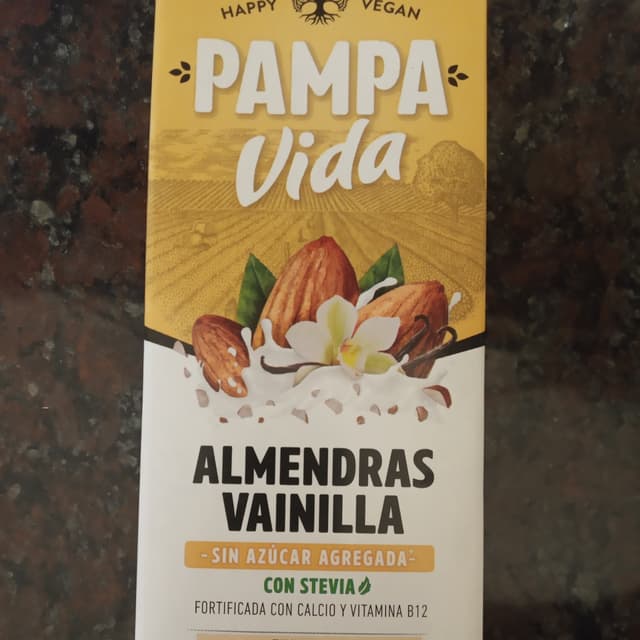 HAPPY VEGAN
PAMPA
Vida
ALMENDRAS
VAINILLA
-SIN AZÚCAR AGREGADA-
CON STEVIA
FORTIFICADA CON CALCIO Y VITAMINA B12